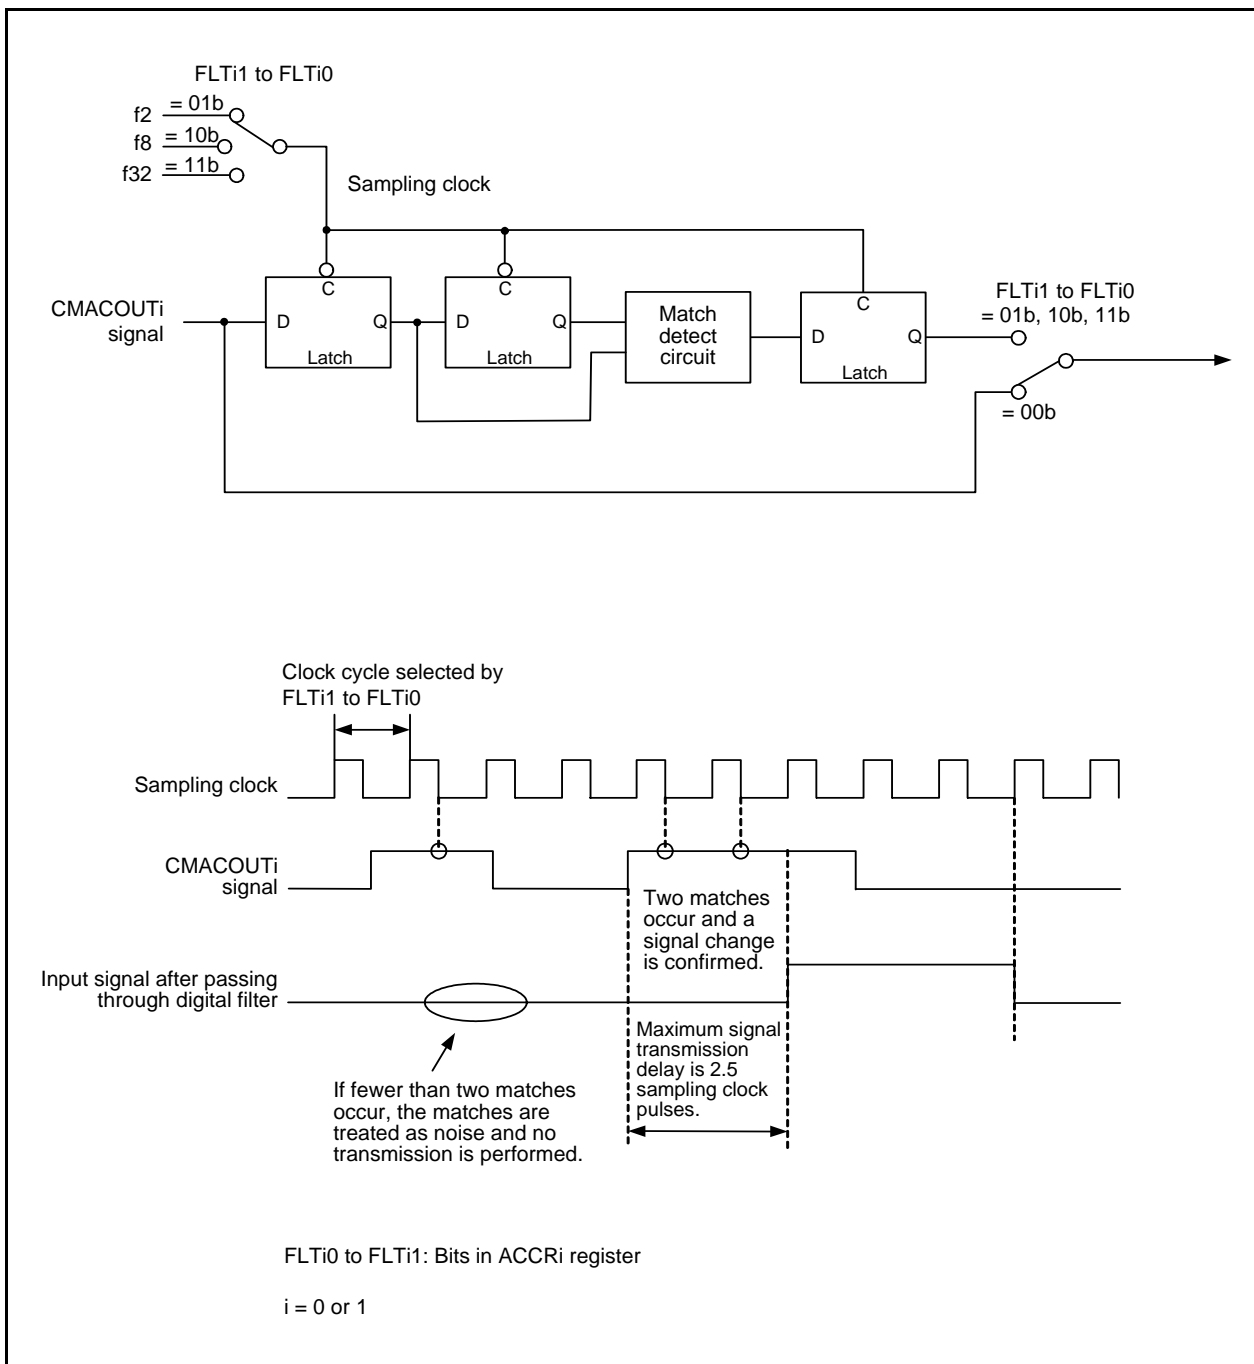 FLTi1 to FLTi0
f2
= 01b
f8
= 10b
f32
= 11b
Sampling clock
CMACOUTi
signal
C
D
Q
Latch
C
D
Q
Latch
Match
detect
circuit
C
D
Q
Latch
FLTi1 to FLTi0
= 01b, 10b, 11b
= 00b
Clock cycle selected by
FLTi1 to FLTi0
Sampling clock
CMACOUTi
signal
Two matches
occur and a
signal change
is confirmed.
Input signal after passing
through digital filter
Maximum signal
transmission
delay is 2.5
sampling clock
pulses.
If fewer than two matches
occur, the matches are
treated as noise and no
transmission is performed.
FLTi0 to FLTi1: Bits in ACCRi register
i = 0 or 1